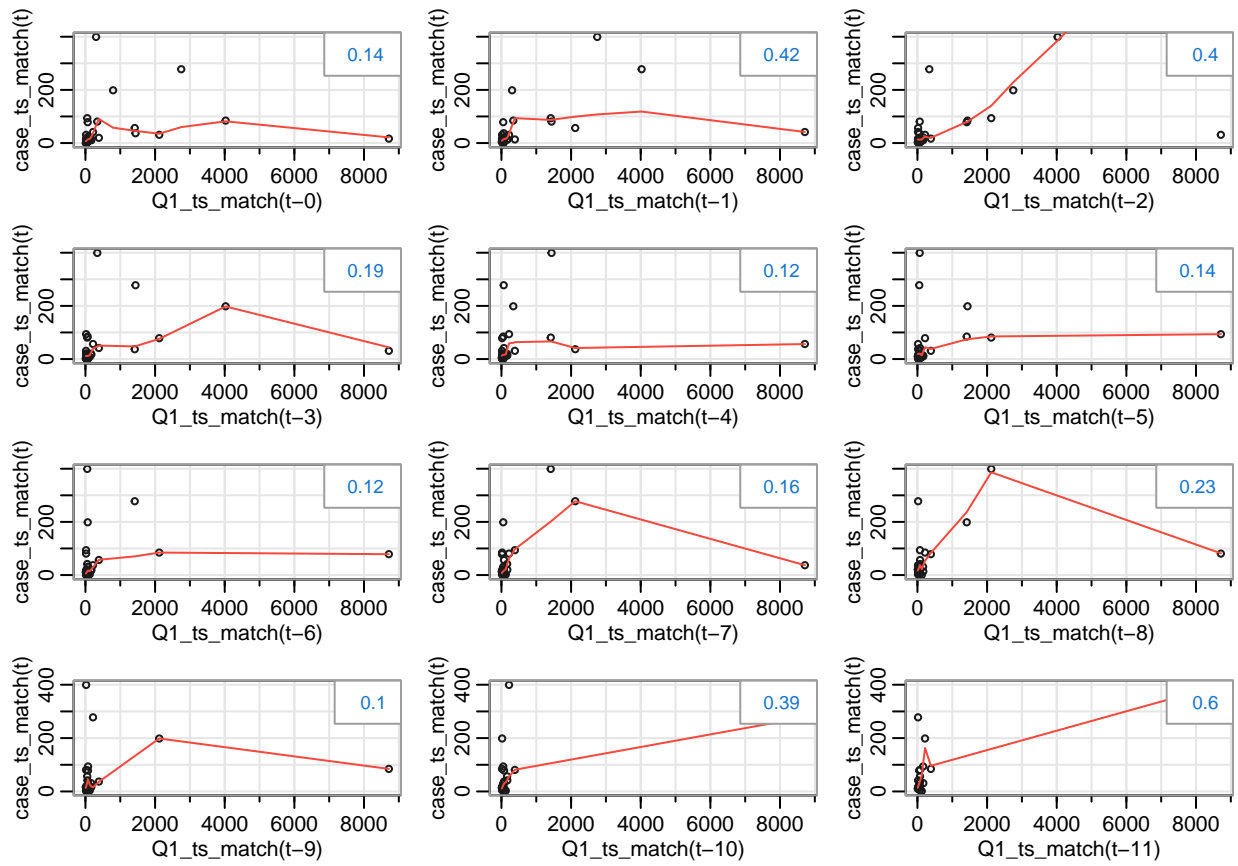 case_ts_match(t) 0 200 0.14 0 2000 4000 6000 8000 Q1_ts_match(t−0)
case_ts_match(t) 0 200 0.42 0 2000 4000 6000 8000 Q1_ts_match(t−1)
case_ts_match(t) 0 200 0.4 0 2000 4000 6000 8000 Q1_ts_match(t−2)
case_ts_match(t) 0 200 0.19 0 2000 4000 6000 8000 Q1_ts_match(t−3)
case_ts_match(t) 0 200 0.12 0 2000 4000 6000 8000 Q1_ts_match(t−4)
case_ts_match(t) 0 200 0.14 0 2000 4000 6000 8000 Q1_ts_match(t−5)
case_ts_match(t) 0 200 0.12 0 2000 4000 6000 8000 Q1_ts_match(t−6)
case_ts_match(t) 0 200 0.16 0 2000 4000 6000 8000 Q1_ts_match(t−7)
case_ts_match(t) 0 200 0.23 0 2000 4000 6000 8000 Q1_ts_match(t−8)
case_ts_match(t) 0 200 400 0.1 0 2000 4000 6000 8000 Q1_ts_match(t−9)
case_ts_match(t) 0 200 400 0.39 0 2000 4000 6000 8000 Q1_ts_match(t−10)
case_ts_match(t) 0 200 400 0.6 0 2000 4000 6000 8000 Q1_ts_match(t−11)